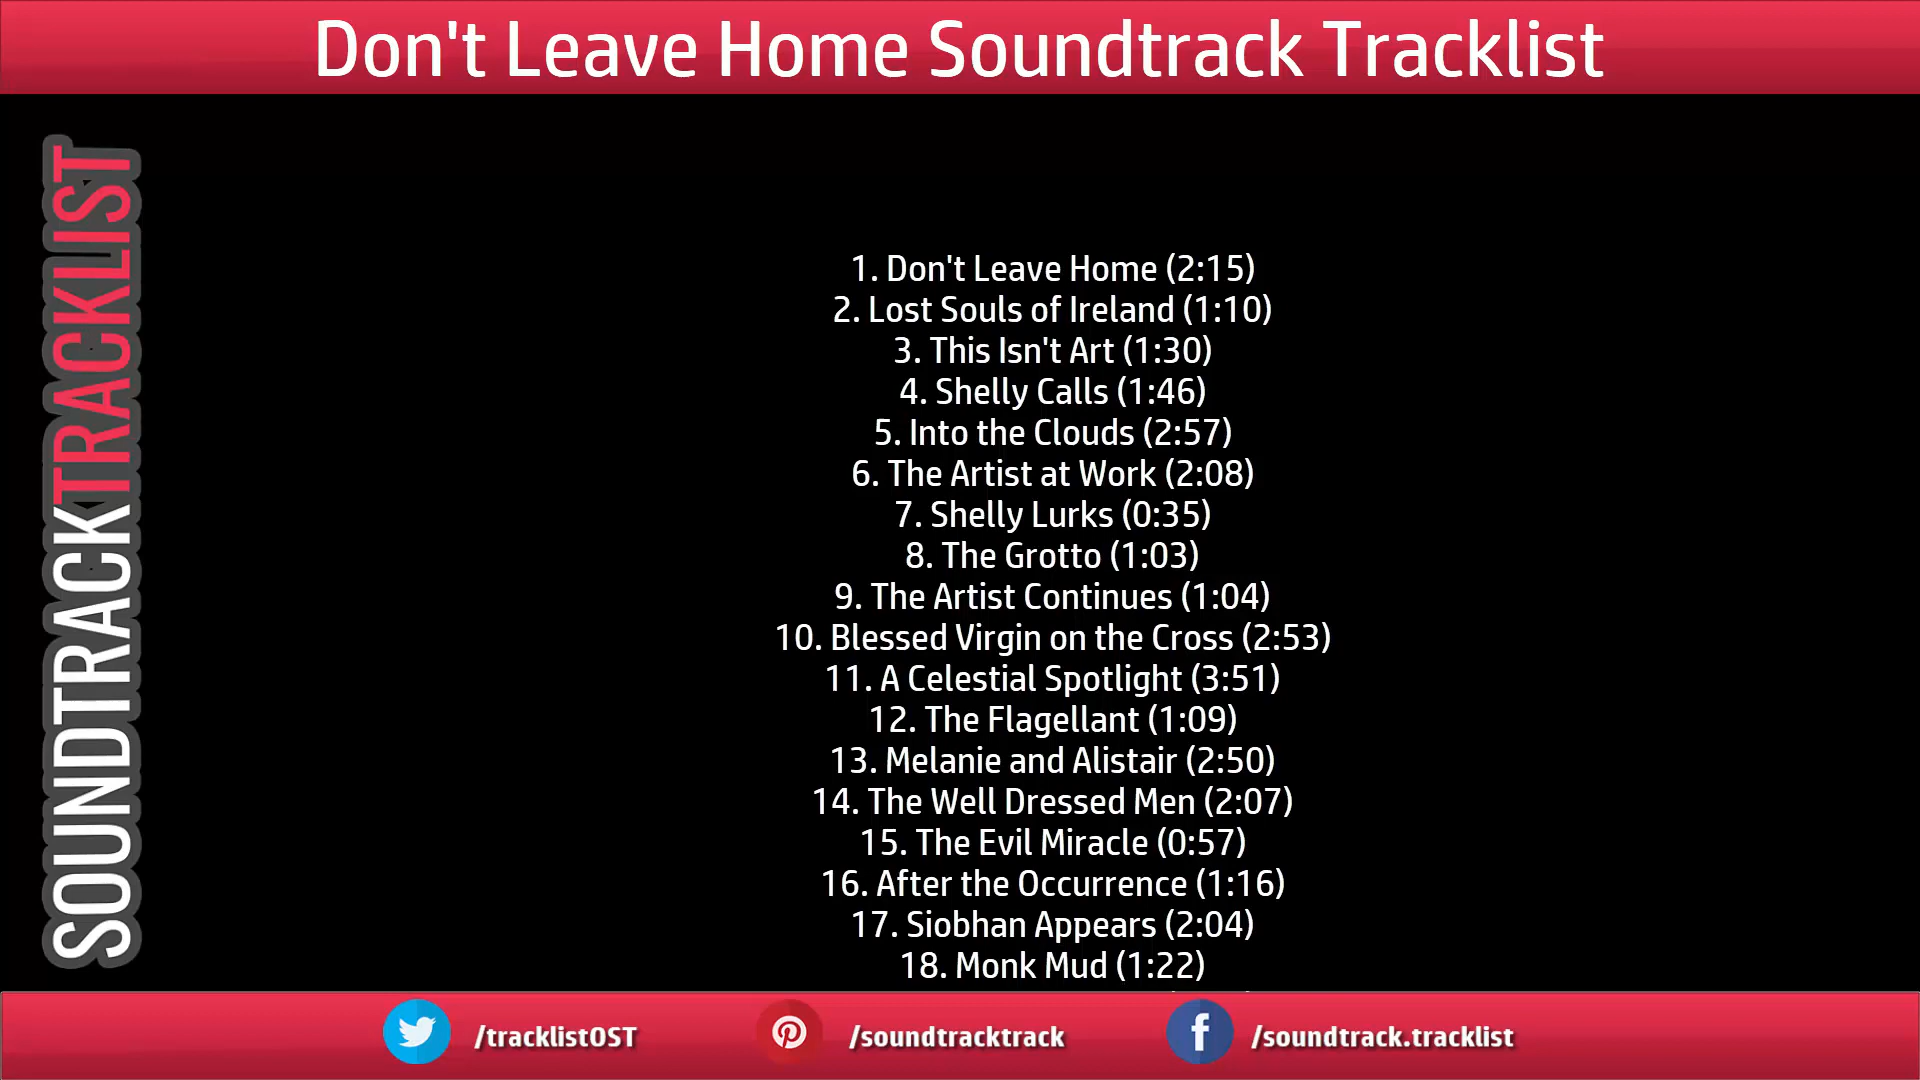 Don't Leave Home Soundtrack Tracklist
SOUNDTRACKTRACKLIST
1. Don't Leave Home (2:15)
2. Lost Souls of Ireland (1:10)
3. This Isn't Art (1:30)
4. Shelly Calls (1:46)
5. Into the Clouds (2:57)
6. The Artist at Work (2:08)
7. Shelly Lurks (0:35)
8. The Grotto (1:03)
9. The Artist Continues (1:04)
10. Blessed Virgin on the Cross (2:53)
11. A Celestial Spotlight (3:51)
12. The Flagellant (1:09)
13. Melanie and Alistair (2:50)
14. The Well Dressed Men (2:07)
15. The Evil Miracle (0:57)
16. After the Occurrence (1:16)
17. Siobhan Appears (2:04)
18. Monk Mud (1:22)
/tracklistOST
/soundtracktrack
/soundtrack.tracklist